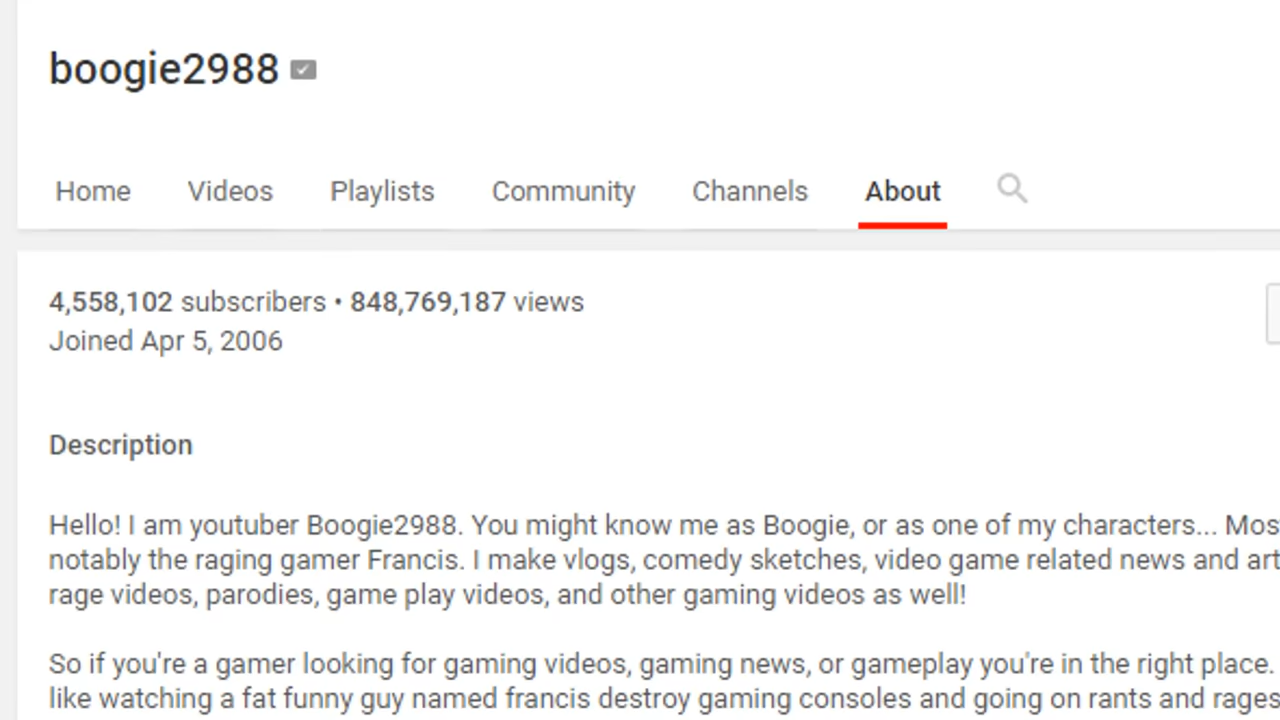 boogie2988
Home Videos Playlists Community Channels About
4,558,102 subscribers • 848,769,187 views
Joined Apr 5, 2006
Description
Hello! I am youtuber Boogie2988. You might know me as Boogie, or as one of my characters... Mos
notably the raging gamer Francis. I make vlogs, comedy sketches, video game related news and art
rage videos, parodies, game play videos, and other gaming videos as well!
So if you're a gamer looking for gaming videos, gaming news, or gameplay you're in the right place.
like watching a fat funny guy named francis destroy gaming consoles and going on rants and rages